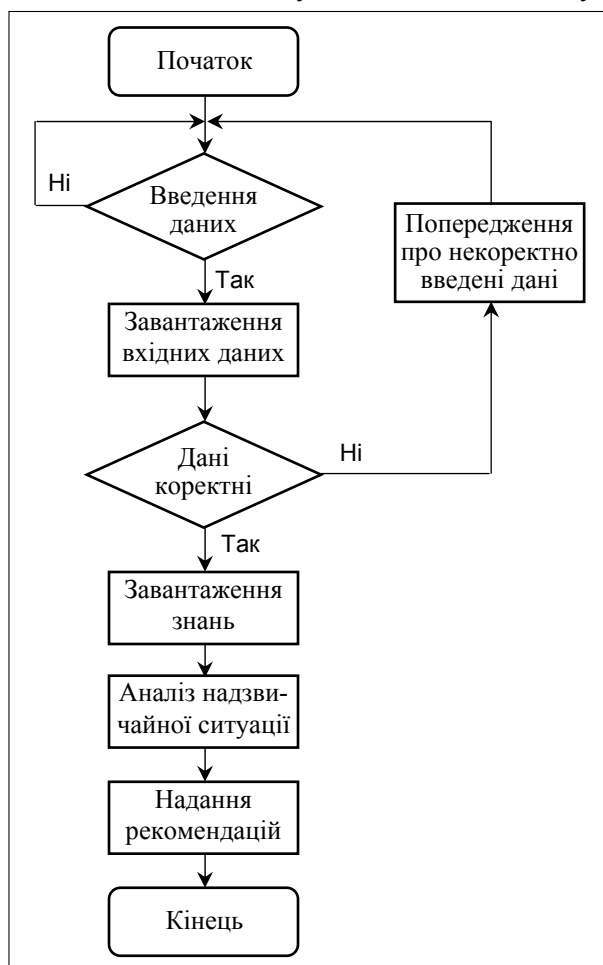 Початок
Ні
Введення
даних
Попередження
про некоректно
введені дані
Так
Завантаження
вхідних даних
Дані
коректні
Ні
Так
Завантаження
знань
Аналіз надзви-
чайної ситуації
Надання
рекомендацій
Кінець